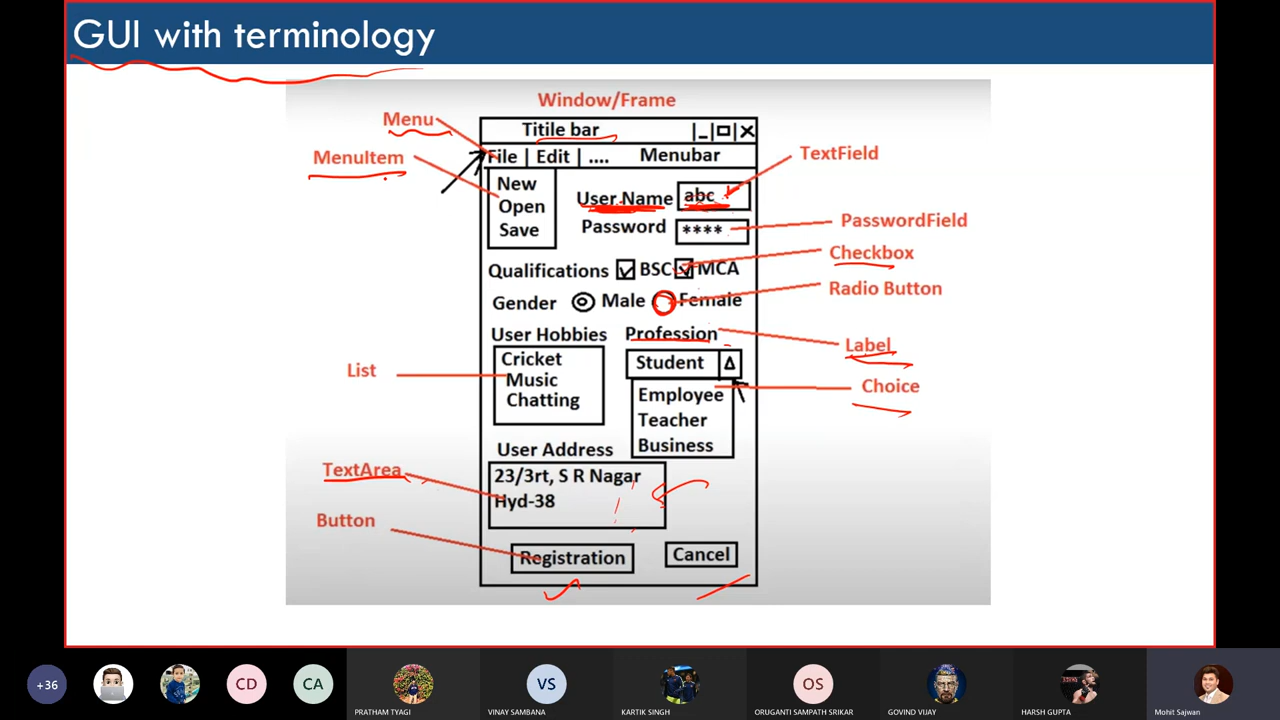 GUI with terminology
Window/Frame
Menu
Titile bar |_|□|X
MenuItem
File | Edit | .... Menubar
TextField
New
Open
Save
User Name abc
Password ****
PasswordField
Qualifications BSC MCA
Checkbox
Gender Male Female
Radio Button
User Hobbies
Profession
Label
List
Cricket
Music
Chatting
Student
Employee
Teacher
Business
Choice
User Address
TextArea
23/3rt, S R Nagar
Hyd-38
Button
Registration
Cancel
+36
CD
CA
PRATHAM TYAGI
VS
VINAY SAMBANA
KARTIK SINGH
OS
ORUGANTI SAMPATH SRIKAR
GOVIND VIJAY
HARSH GUPTA
Mohit Sajwan